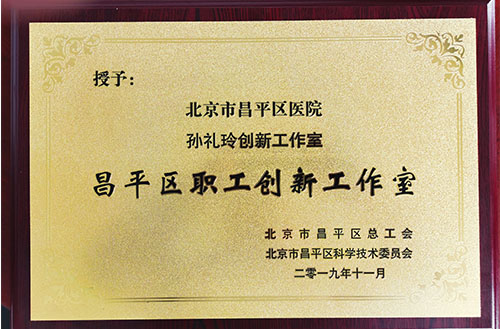 授予：
北京市昌平区医院
孙礼玲创新工作室
昌平区职工创新工作室
北京市昌平区总工会
北京市昌平区科学技术委员会
二零一九年十一月